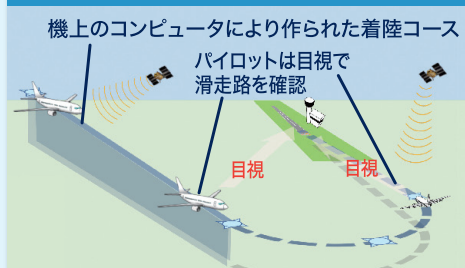 機上のコンピュータにより作られた着陸コース
パイロットは目視で
滑走路を確認
目視
目視